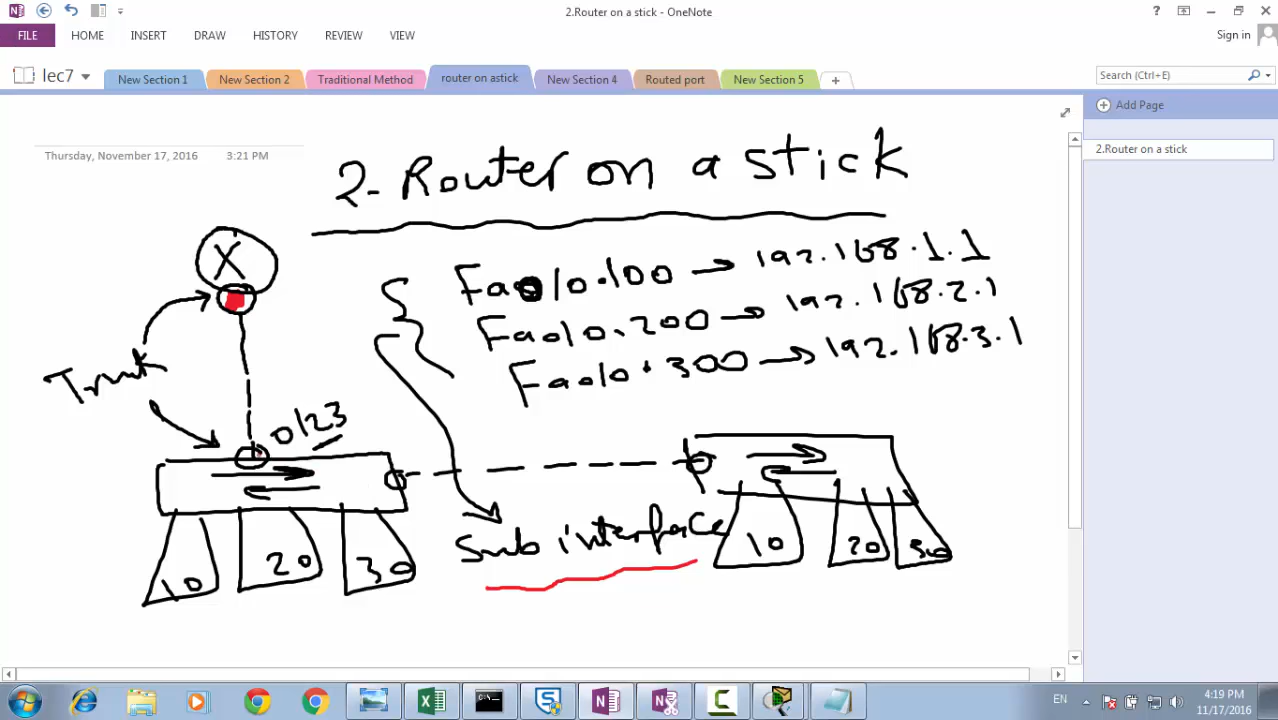 2.Router on a stick - OneNote
?
FILE HOME INSERT DRAW HISTORY REVIEW VIEW
Sign in
lec7
New Section 1 New Section 2 Traditional Method router on astick New Section 4 Routed port New Section 5
Search (Ctrl+E)
Add Page
2.Router on a stick
Thursday, November 17, 2016 3:21 PM
2- Router on a stick
X
Fa0/0.100 → 192.168.1.1
Fa0/0.200 → 192.168.2.1
Fa0/0.300 → 192.168.3.1
Trunk
0/23
Sub interface
10 20 30
10 20 30
EN
4:19 PM
11/17/2016